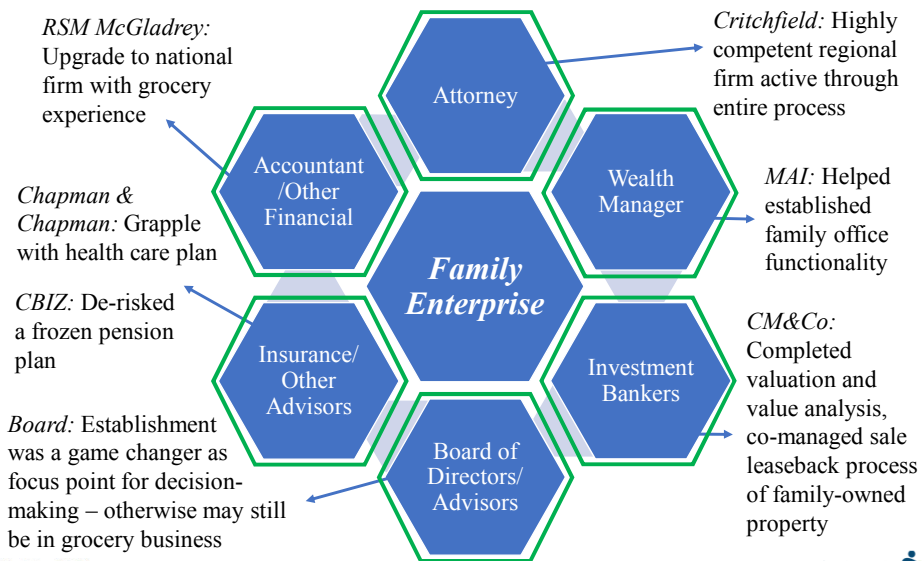 RSM McGladrey:
Upgrade to national
firm with grocery
experience
Attorney
Critchfield: Highly
competent regional
firm active through
entire process
Accountant
/Other
Financial
Wealth
Manager
Chapman &
Chapman: Grapple
with health care plan
MAI: Helped
established
family office
functionality
Family
Enterprise
CBIZ: De-risked
a frozen pension
plan
Insurance/
Other
Advisors
Investment
Bankers
CM&Co:
Completed
valuation and
value analysis,
co-managed sale
leaseback process
of family-owned
property
Board: Establishment
was a game changer as
focus point for decision-
making – otherwise may still
be in grocery business
Board of
Directors/
Advisors